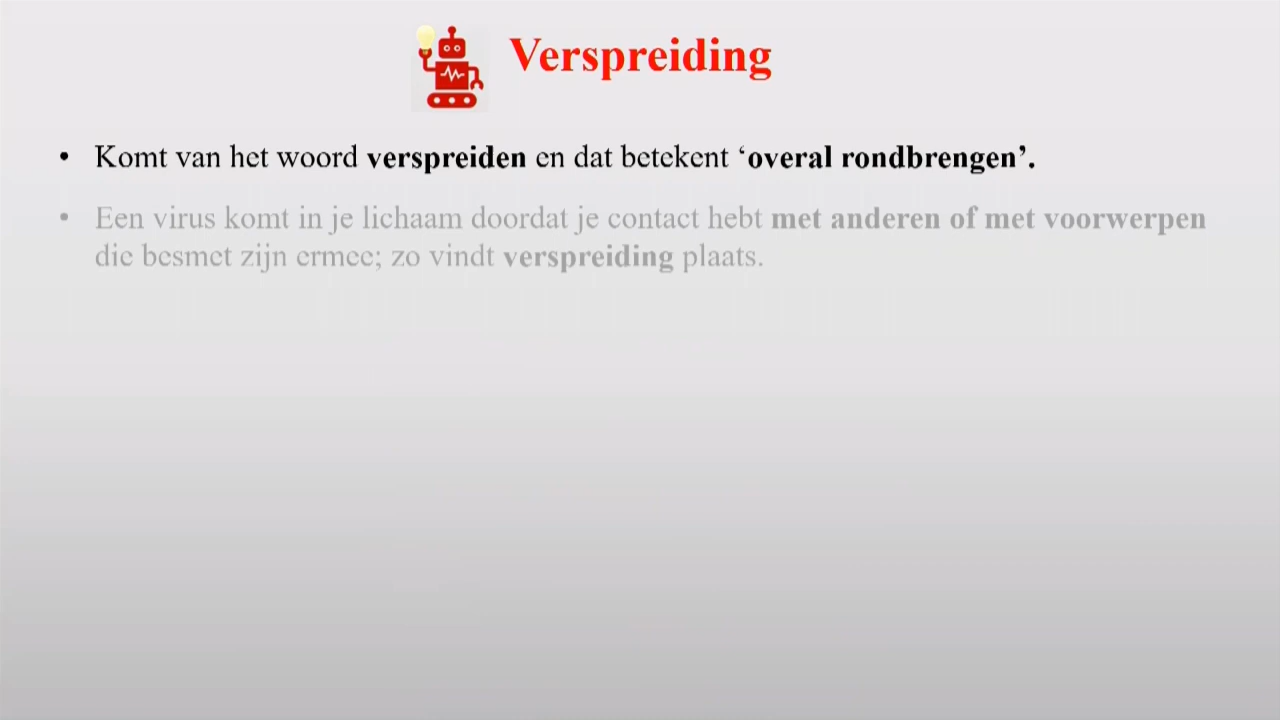 Verspreiding
• Komt van het woord verspreiden en dat betekent ‘overal rondbrengen’.
• Een virus komt in je lichaam doordat je contact hebt met anderen of met voorwerpen
die besmet zijn ermee; zo vindt verspreiding plaats.